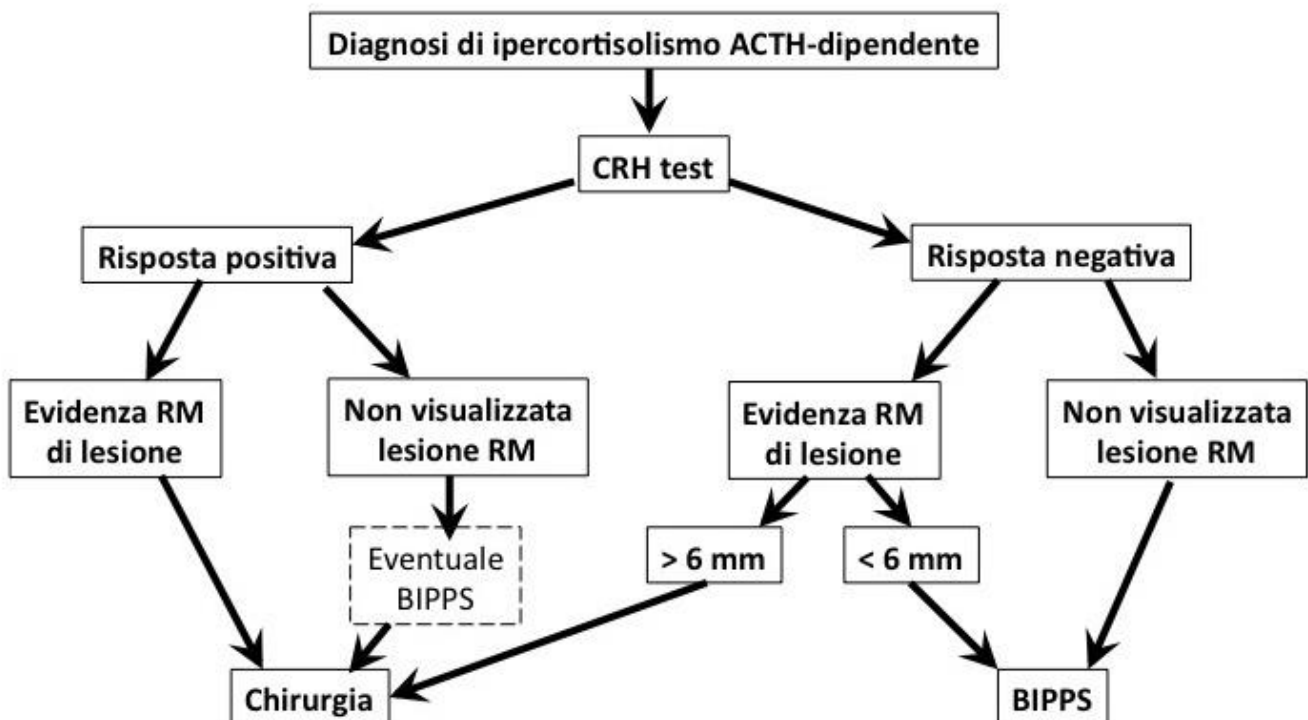 Diagnosi di ipercortisolismo ACTH-dipendente
CRH test
Risposta positiva
Risposta negativa
Evidenza RM
di lesione
Non visualizzata
lesione RM
Evidenza RM
di lesione
Non visualizzata
lesione RM
Eventuale
BIPPS
> 6 mm
< 6 mm
Chirurgia
BIPPS